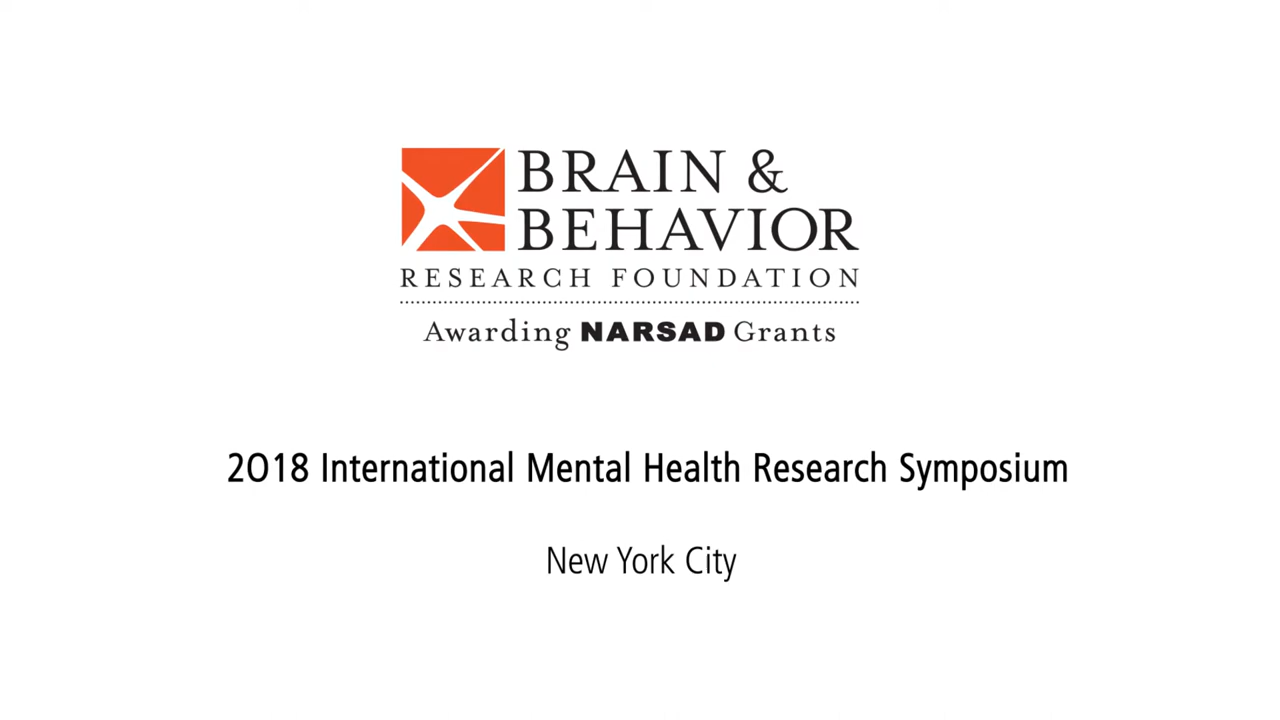 BRAIN &
BEHAVIOR
RESEARCH FOUNDATION
Awarding NARSAD Grants
2018 International Mental Health Research Symposium
New York City